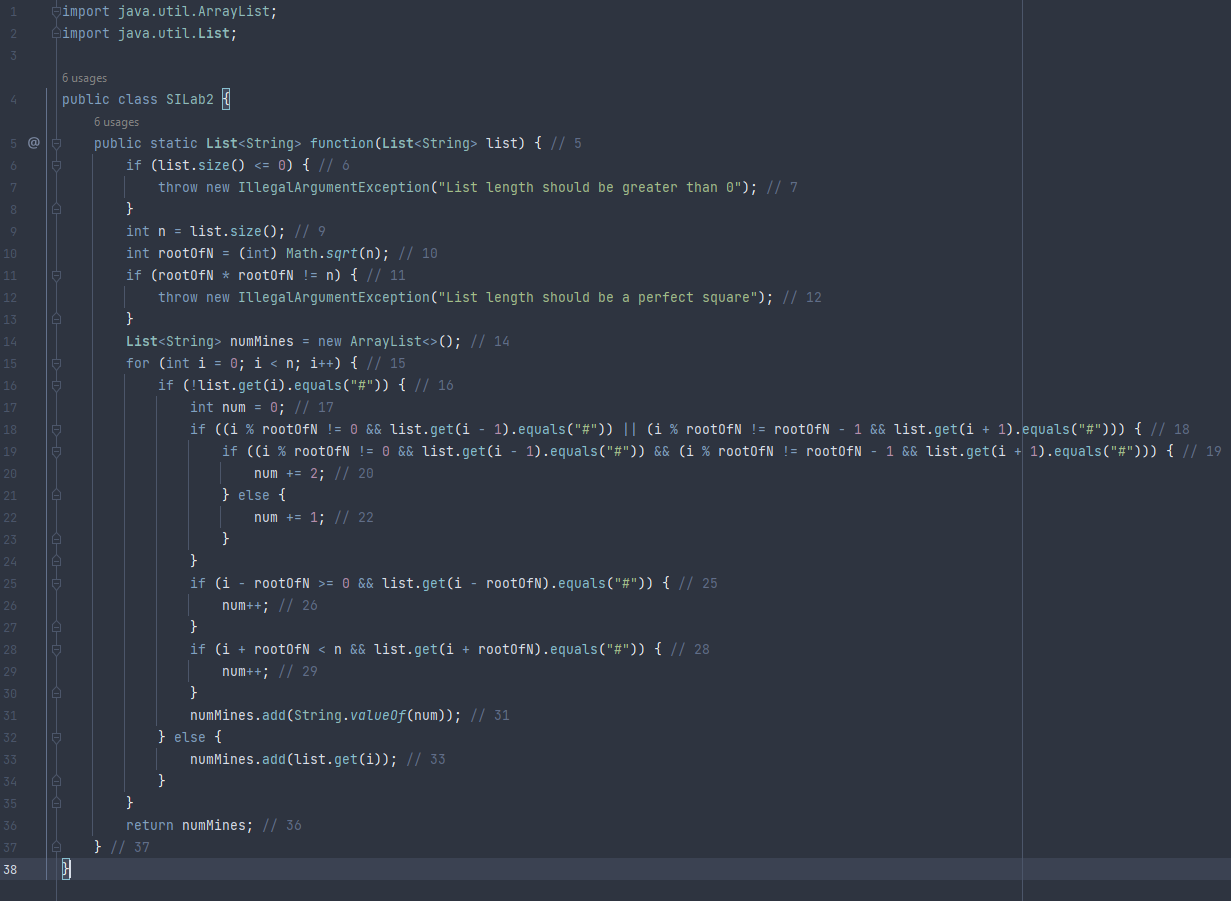 1 import java.util.ArrayList;
2 import java.util.List;
3
6 usages
4 public class SILab2 {
6 usages
5 @ public static List<String> function(List<String> list) { // 5
6 if (list.size() <= 0) { // 6
7 throw new IllegalArgumentException("List length should be greater than 0"); // 7
8 }
9 int n = list.size(); // 9
10 int rootOfN = (int) Math.sqrt(n); // 10
11 if (rootOfN * rootOfN != n) { // 11
12 throw new IllegalArgumentException("List length should be a perfect square"); // 12
13 }
14 List<String> numMines = new ArrayList<>(); // 14
15 for (int i = 0; i < n; i++) { // 15
16 if (!list.get(i).equals("#")) { // 16
17 int num = 0; // 17
18 if ((i % rootOfN != 0 && list.get(i - 1).equals("#")) || (i % rootOfN != rootOfN - 1 && list.get(i + 1).equals("#"))) { // 18
19 if ((i % rootOfN != 0 && list.get(i - 1).equals("#")) && (i % rootOfN != rootOfN - 1 && list.get(i + 1).equals("#"))) { // 19
20 num += 2; // 20
21 } else {
22 num += 1; // 22
23 }
24 }
25 if (i - rootOfN >= 0 && list.get(i - rootOfN).equals("#")) { // 25
26 num++; // 26
27 }
28 if (i + rootOfN < n && list.get(i + rootOfN).equals("#")) { // 28
29 num++; // 29
30 }
31 numMines.add(String.valueOf(num)); // 31
32 } else {
33 numMines.add(list.get(i)); // 33
34 }
35 }
36 return numMines; // 36
37 } // 37
38 }